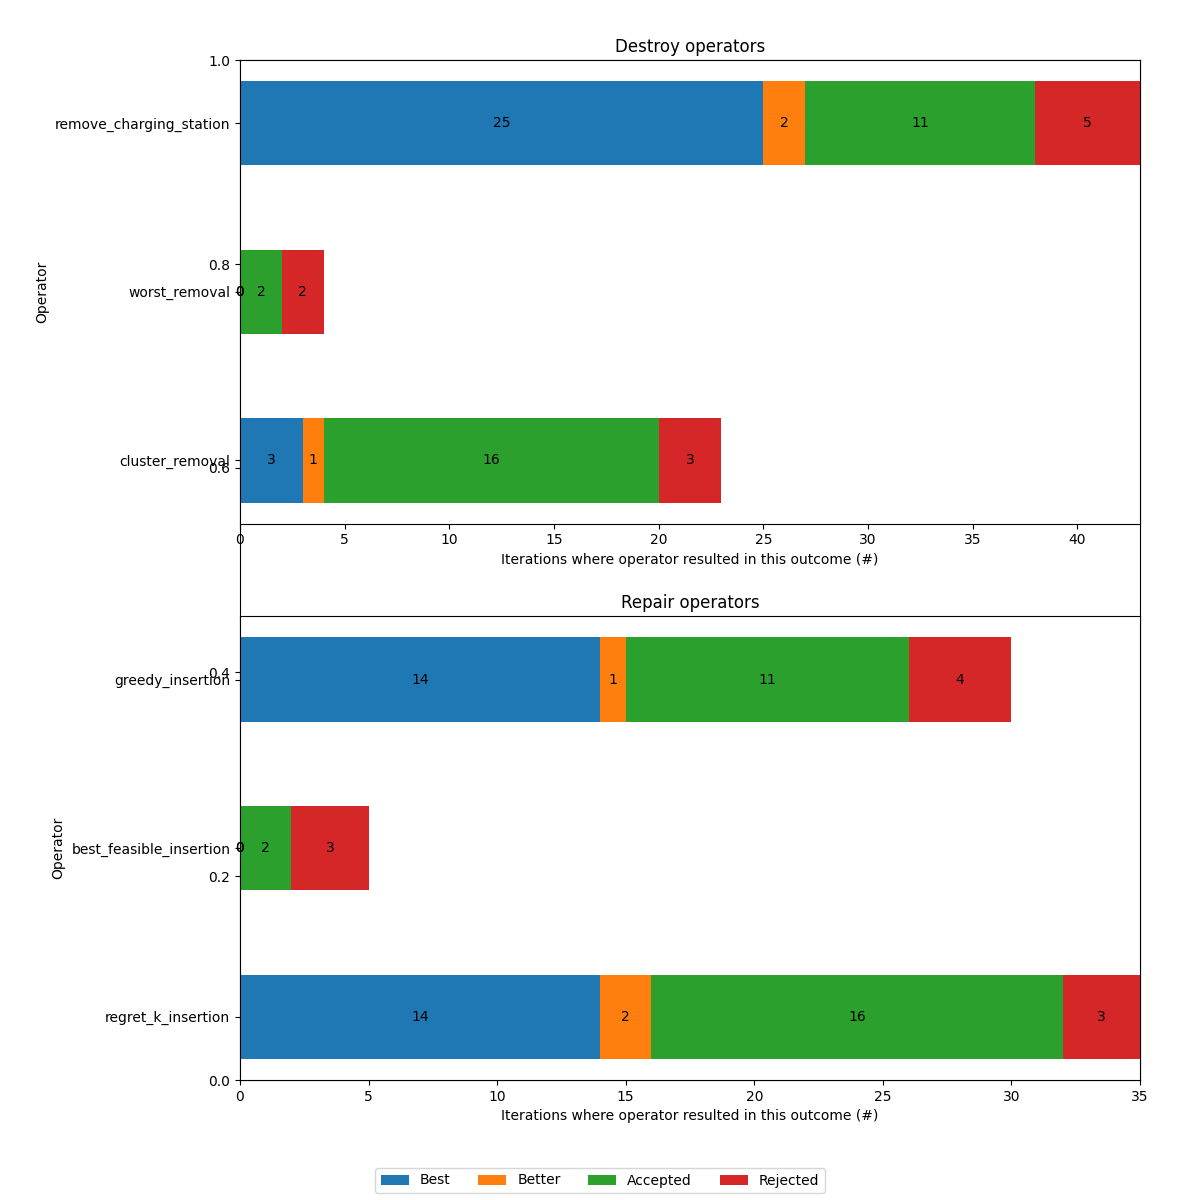 Destroy operators
1.0
remove_charging_station
25 2 11 5
0.8
worst_removal
0 0 2 2
Operator
cluster_removal
3 1 16 3
0.6
0 5 10 15 20 25 30 35 40
Iterations where operator resulted in this outcome (#)
Repair operators
0.4
greedy_insertion
14 1 11 4
best_feasible_insertion
0 0 2 3
Operator
0.2
regret_k_insertion
14 2 16 3
0.0
0 5 10 15 20 25 30 35
Iterations where operator resulted in this outcome (#)
Best Better Accepted Rejected